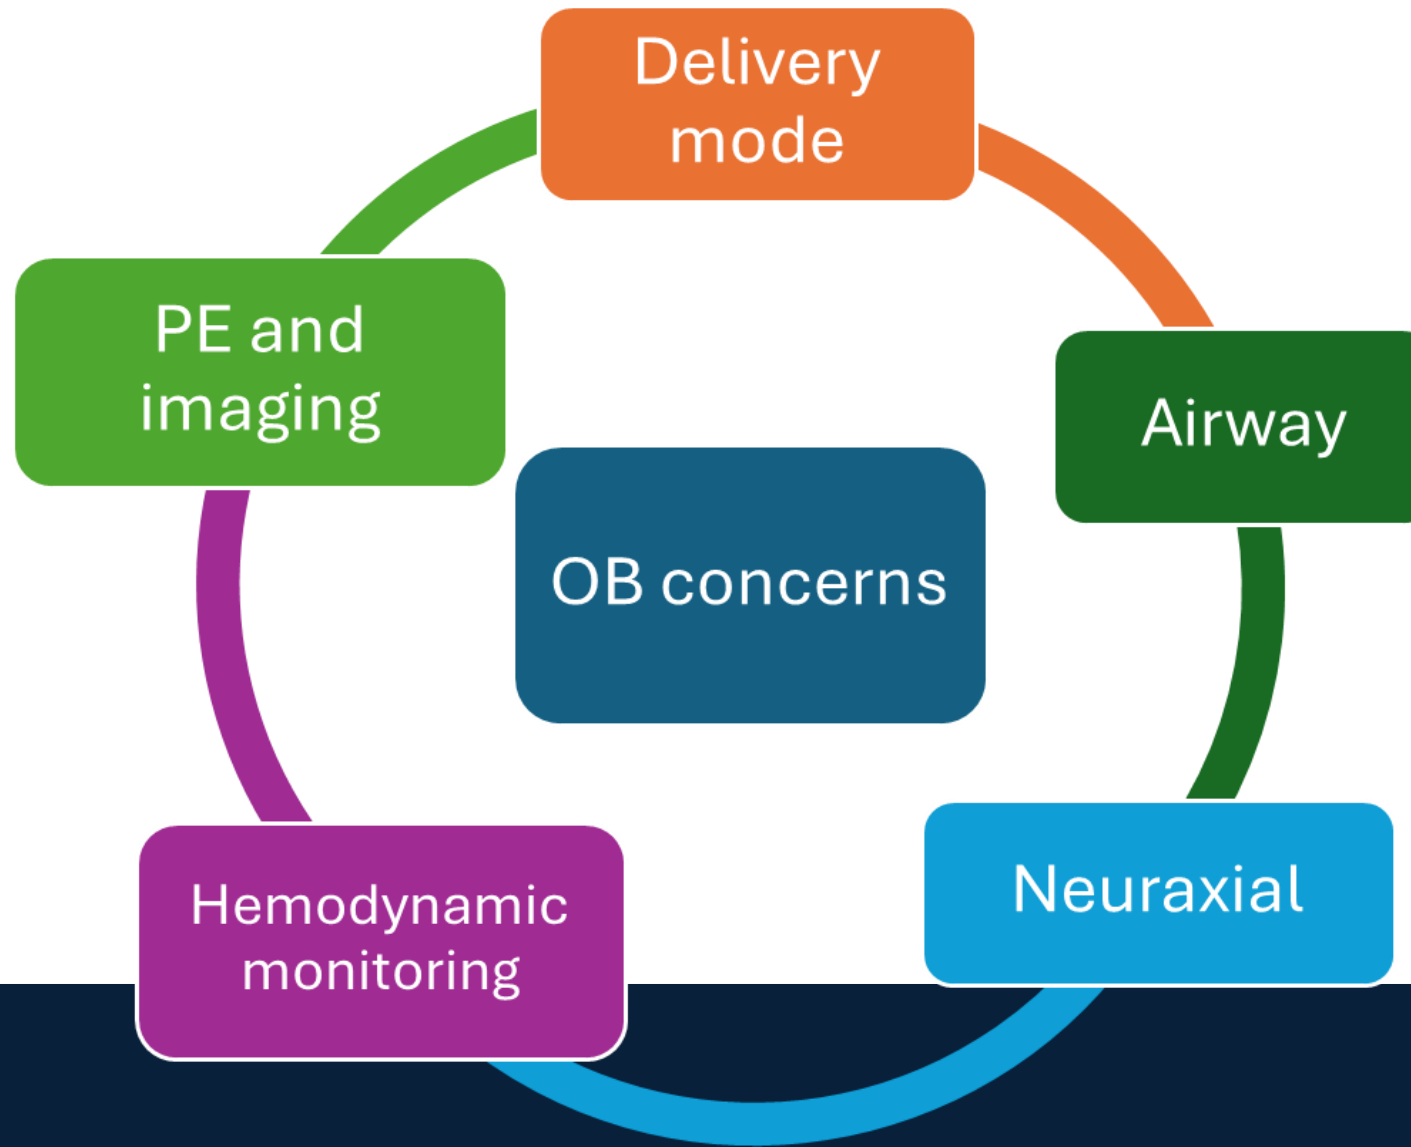 Delivery
mode
PE and
imaging
Airway
OB concerns
Neuraxial
Hemodynamic
monitoring